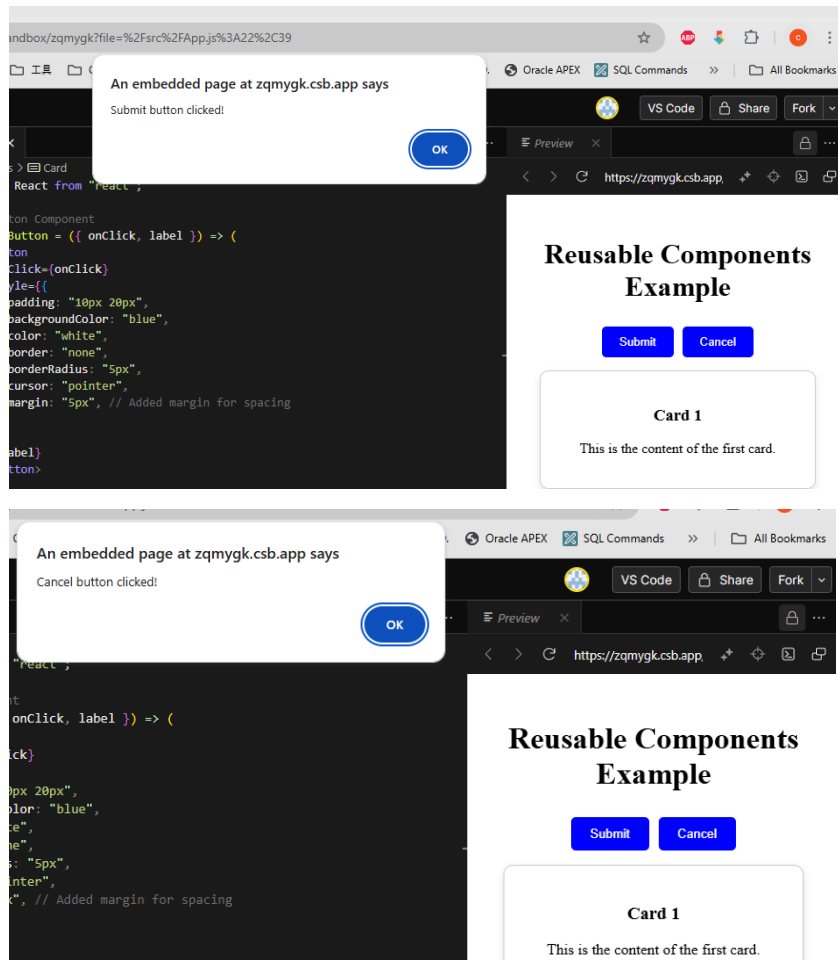 andbox/zqmygk?file=%2Fsrc%2FApp.js%3A22%2C39
ABP
C
工具
Oracle APEX SQL Commands » All Bookmarks
An embedded page at zqmygk.csb.app says
Submit button clicked!
OK
VS Code Share Fork
Preview
s > Card
https://zqmygk.csb.app
React from "react";
ton Component
Button = ({ onClick, label }) => (
ton
Click={onClick}
yle={{
padding: "10px 20px",
backgroundColor: "blue",
color: "white",
border: "none",
borderRadius: "5px",
cursor: "pointer",
margin: "5px", // Added margin for spacing
abel}
tton>
Reusable Components
Example
Submit Cancel
Card 1
This is the content of the first card.
Oracle APEX SQL Commands » All Bookmarks
An embedded page at zqmygk.csb.app says
Cancel button clicked!
OK
VS Code Share Fork
Preview
https://zqmygk.csb.app
"react";
nt
onClick, label }) => (
ick}
0px 20px",
olor: "blue",
te",
ne",
s: "5px",
inter",
", // Added margin for spacing
Reusable Components
Example
Submit Cancel
Card 1
This is the content of the first card.